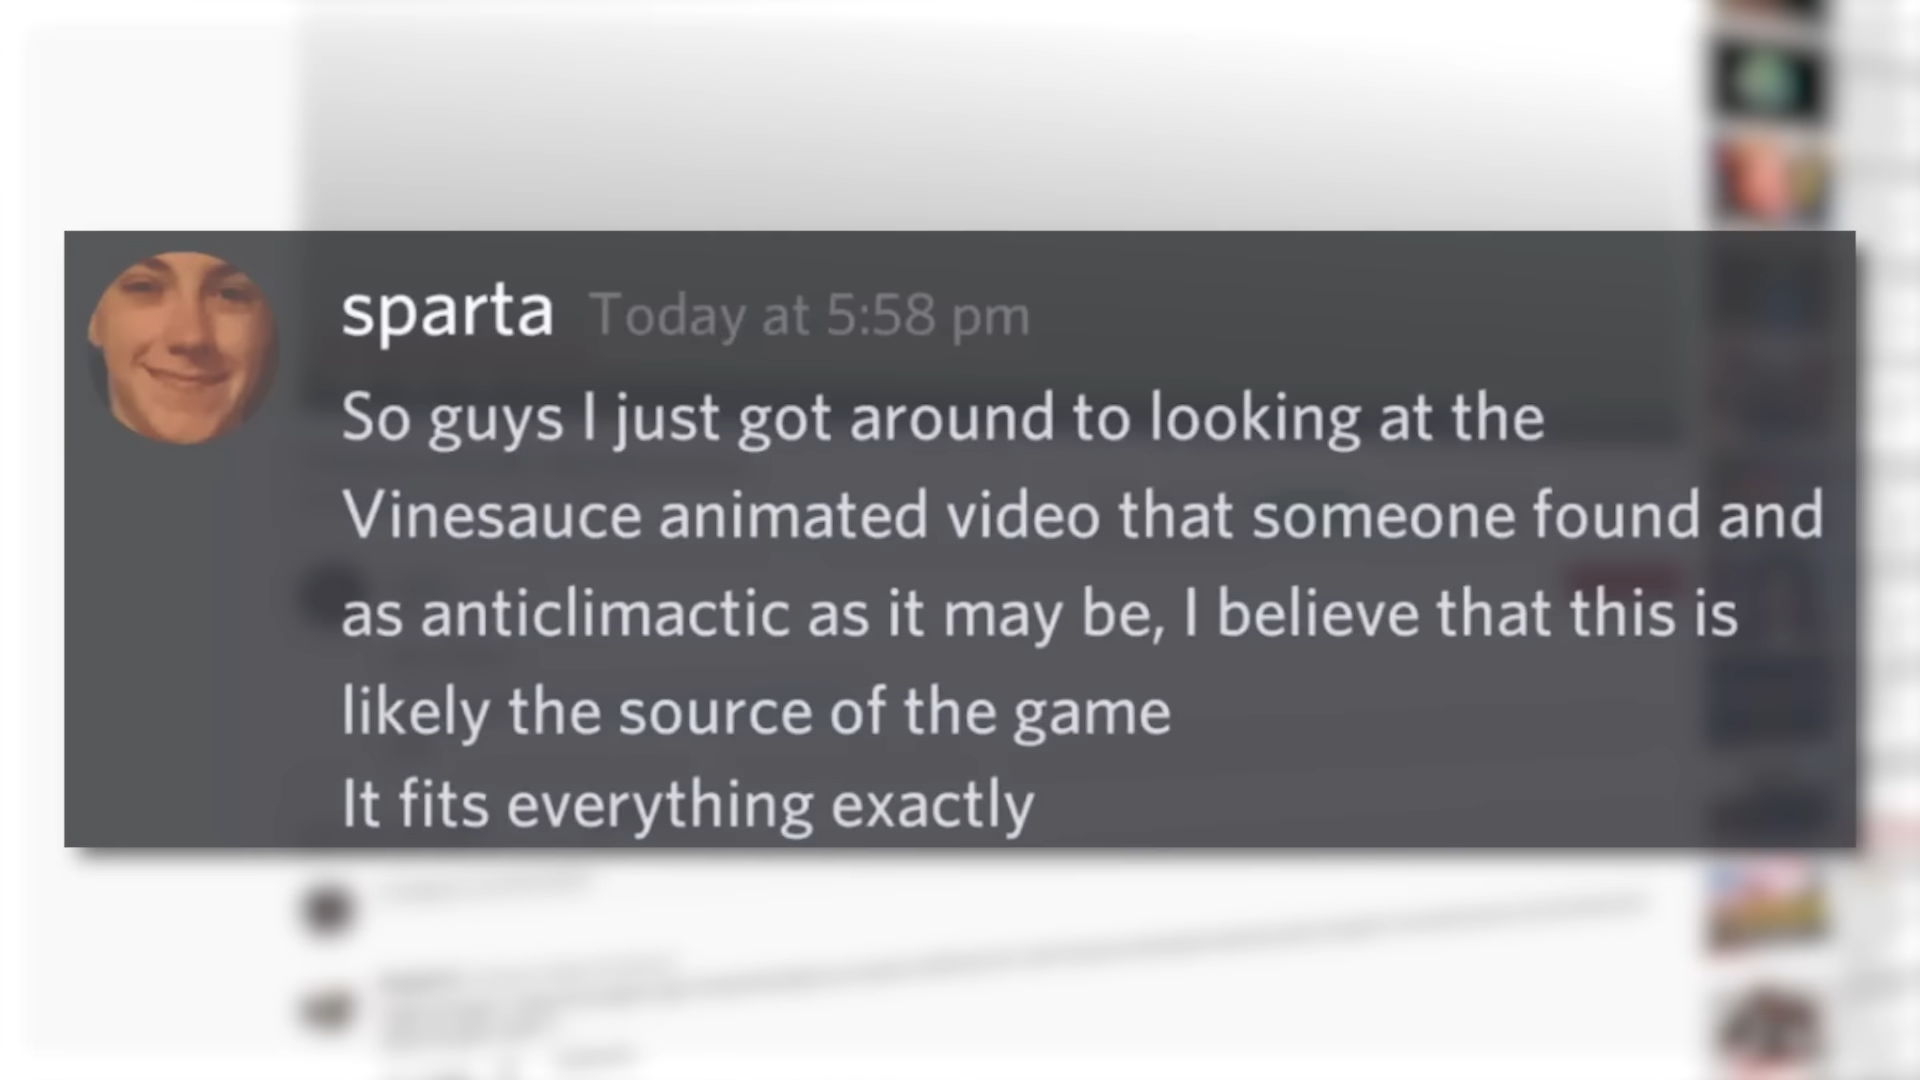 sparta Today at 5:58 pm
So guys I just got around to looking at the
Vinesauce animated video that someone found and
as anticlimactic as it may be, I believe that this is
likely the source of the game
It fits everything exactly